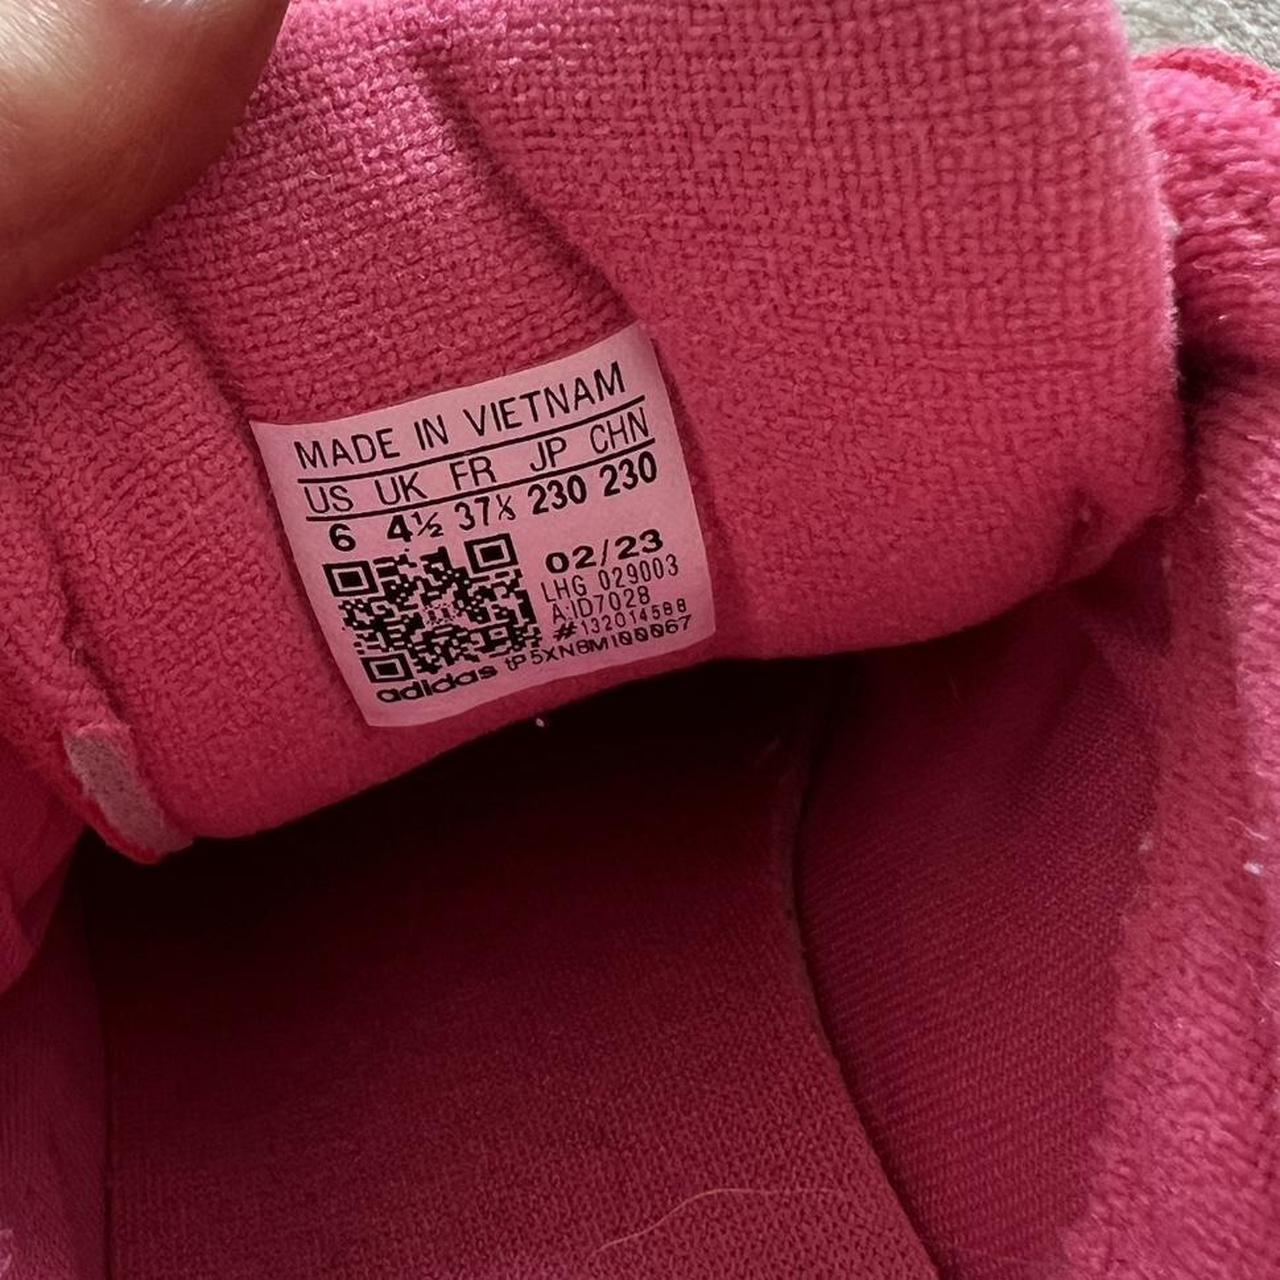 MADE IN VIETNAM
US UK FR JP CHN
6 4½ 37⅓ 230 230
02/23
LHG 029003
A:ID7028
#132014588
adidas tP5XN8M100067